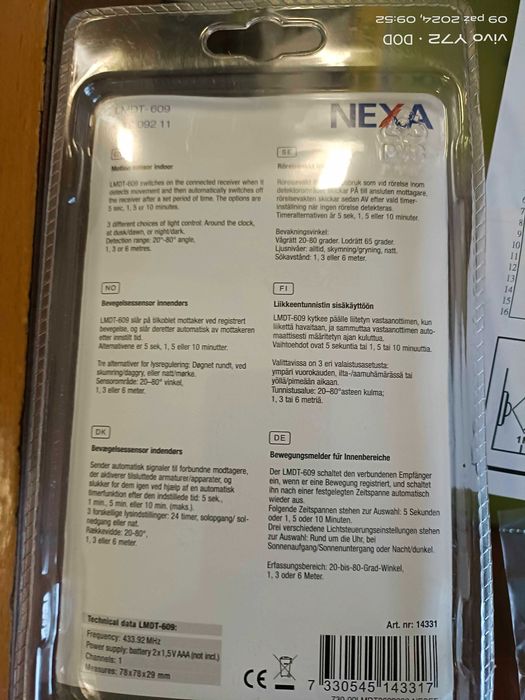 vivo Y72 · DOD
09 paź 2024, 09:52
LMDT-609
092 11
NEXA
Motion sensor indoor
LMDT-609 switches on the connected receiver when it
detects movement and then automatically switches off
the receiver after a set period of time. The options are
5 sec, 1, 5 or 10 minutes.
3 different choices of light control: Around the clock,
at dusk/dawn, or night/dark.
Detection range: 20°-80° angle,
1, 3 or 6 metres.
SE
bruk som vid rörelse inom
PÅ till ansluten mottagare,
rörelsevakten skickar sedan AV efter vald timer-
inställning när ingen rörelse detekteras.
Timeralternativen är 5 sek, 1, 5 eller 10 minuter.
Bevakningsvinkel:
Vågrätt 20-80 grader. Lodrätt 65 grader.
Ljusnivåer: alltid, skymning/gryning, natt.
Sökavstånd: 1, 3 eller 6 meter.
NO
Bevegelsessensor innendørs
LMDT-609 slår på tilkoblet mottaker ved registrert
bevegelse, og slår deretter automatisk av mottakeren
etter innstilt tid.
Alternativene er 5 sek, 1, 5 eller 10 minutter.
Tre alternativer for lysregulering: Døgnet rundt, ved
skumring/daggry, eller natt/mørke.
Sensorområde: 20-80° vinkel,
1, 3 eller 6 meter.
FI
Liikkeentunnistin sisäkäyttöön
LMDT-609 kytkee päälle liitetyn vastaanottimen, kun
liikettä havaitaan, ja sammuttaa vastaanottimen auto-
maattisesti määritetyn ajan kuluttua.
Vaihtoehdot ovat 5 sekuntia tai 1, 5 tai 10 minuuttia.
Valittavissa on 3 eri valaistusasetusta:
ympäri vuorokauden, ilta-/aamuhämärässä tai
yöllä/pimeään aikaan.
Tunnistusalue: 20-80°asteen kulma;
1, 3 tai 6 metriä.
DK
Bevægelsessensor indendørs
Sender automatisk signaler til forbundne modtagere,
der aktiverer tilsluttede armaturer/apparater, og
slukker for dem igen ved hjælp af en automatisk
timerfunktion efter den indstillede tid: 5 sek.,
1 min., 5 min. eller 10 min. (maks.).
3 forskellige lysindstillinger: 24 timer, solopgang/ sol-
nedgang eller nat.
Rækkevidde: 20-80°,
1, 3 eller 6 meter.
DE
Bewegungsmelder für Innenbereiche
Der LMDT-609 schaltet den verbundenen Empfänger
ein, wenn er eine Bewegung registriert, und schaltet
ihn nach einer festgelegten Zeitspanne automatisch
wieder aus.
Folgende Zeitspannen stehen zur Auswahl: 5 Sekunden
oder 1, 5 oder 10 Minuten.
Drei verschiedene Lichtsteuerungseinstellungen stehen
zur Auswahl: Rund um die Uhr, bei
Sonnenaufgang/Sonnenuntergang oder Nacht/dunkel.
Erfassungsbereich: 20-bis-80-Grad-Winkel,
1, 3 oder 6 Meter.
Technical data LMDT-609:
Frequency: 433.92 MHz
Power supply: battery 2x1,5V AAA (not incl.)
Channels: 1
Measures: 78x78x29 mm
Art. nr: 14331
CE
7 330545 143317
8
9
10
11
12
13
14
15
16